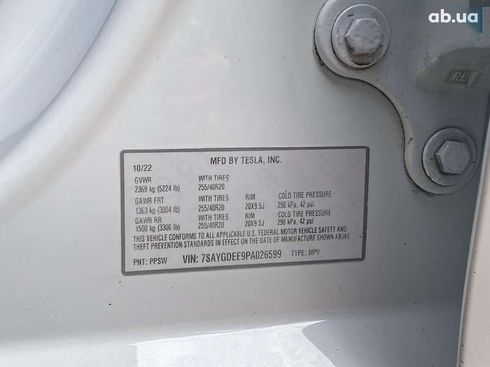 ab.ua
RL
10/22 MFD BY TESLA, INC.
GVWR WITH TIRES
2369 kg (5224 lb) 255/40R20
GAWR FRT WITH TIRES RIM COLD TIRE PRESSURE
1363 kg (3004 lb) 255/40R20 20X9.5J 290 kPa, 42 psi
GAWR RR WITH TIRES RIM COLD TIRE PRESSURE
1500 kg (3306 lb) 255/40R20 20X9.5J 290 kPa, 42 psi
THIS VEHICLE CONFORMS TO ALL APPLICABLE U.S. FEDERAL MOTOR VEHICLE SAFETY AND
THEFT PREVENTION STANDARDS IN EFFECT ON THE DATE OF MANUFACTURE SHOWN ABOVE.
PNT: PPSW VIN: 7SAYGDEE9PA026599 TYPE: MPV